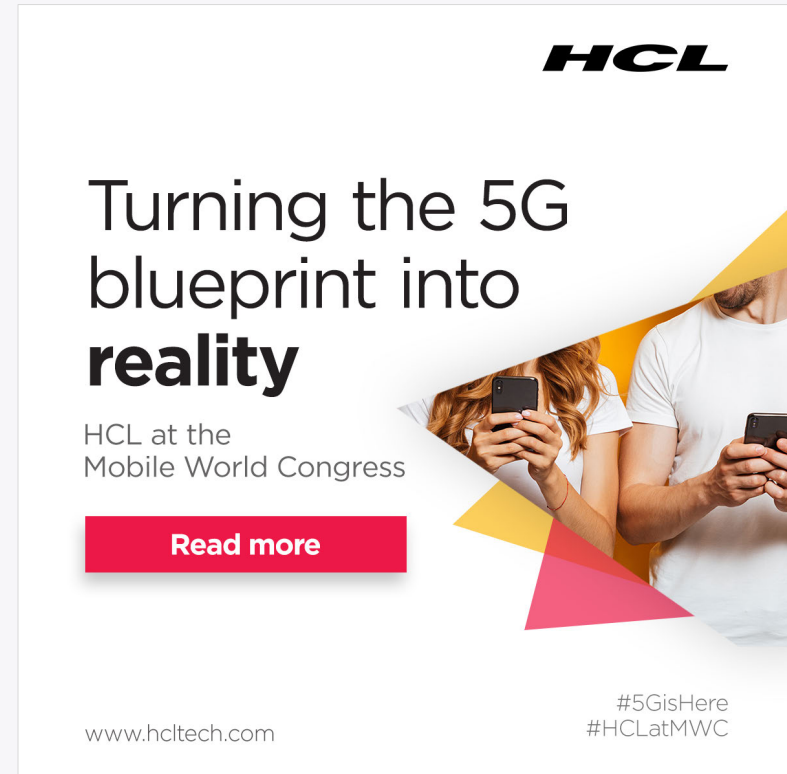 HCL
Turning the 5G
blueprint into
reality
HCL at the
Mobile World Congress
Read more
www.hcltech.com
#5GisHere
#HCLatMWC